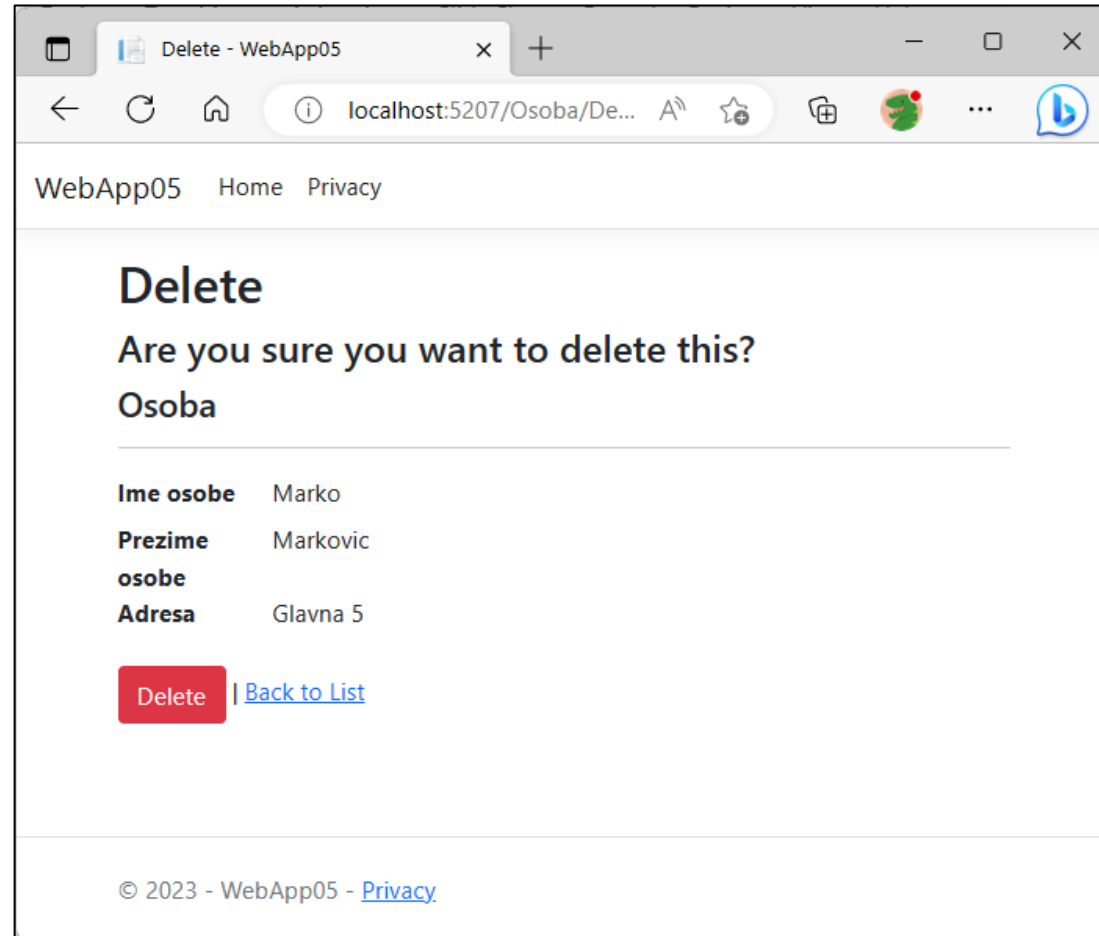 Delete - WebApp05
localhost:5207/Osoba/De...
WebApp05 Home Privacy
Delete
Are you sure you want to delete this?
Osoba
Ime osobe Marko
Prezime osobe Markovic
Adresa Glavna 5
Delete | Back to List
© 2023 - WebApp05 - Privacy